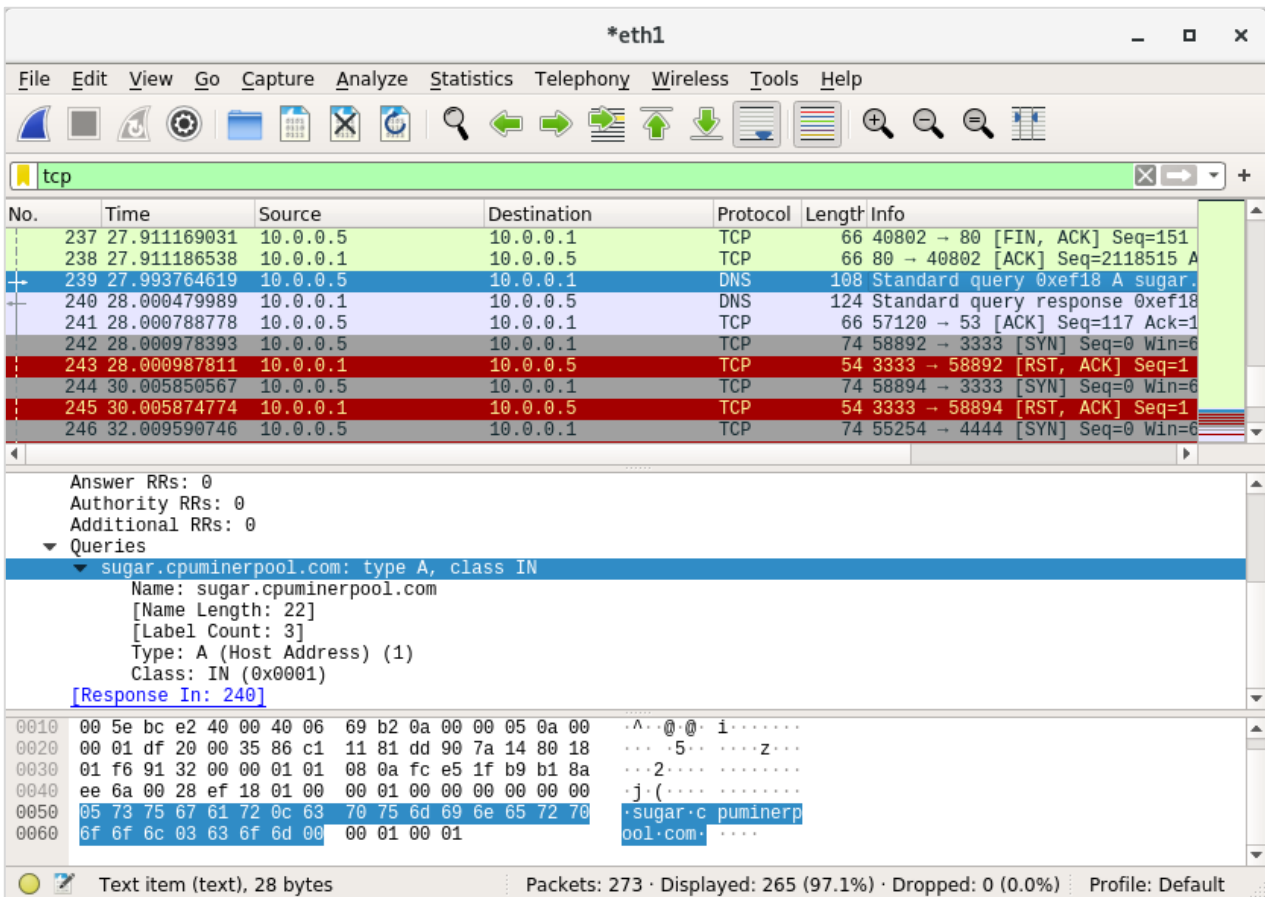 *eth1
File Edit View Go Capture Analyze Statistics Telephony Wireless Tools Help
tcp
No. Time Source Destination Protocol Length Info
237 27.911169031 10.0.0.5 10.0.0.1 TCP 66 40802 → 80 [FIN, ACK] Seq=151
238 27.911186538 10.0.0.1 10.0.0.5 TCP 66 80 → 40802 [ACK] Seq=2118515 A
239 27.993764619 10.0.0.5 10.0.0.1 DNS 108 Standard query 0xef18 A sugar.
240 28.000479989 10.0.0.1 10.0.0.5 DNS 124 Standard query response 0xef18
241 28.000788778 10.0.0.5 10.0.0.1 TCP 66 57120 → 53 [ACK] Seq=117 Ack=1
242 28.000978393 10.0.0.5 10.0.0.1 TCP 74 58892 → 3333 [SYN] Seq=0 Win=6
243 28.000987811 10.0.0.1 10.0.0.5 TCP 54 3333 → 58892 [RST, ACK] Seq=1
244 30.005850567 10.0.0.5 10.0.0.1 TCP 74 58894 → 3333 [SYN] Seq=0 Win=6
245 30.005874774 10.0.0.1 10.0.0.5 TCP 54 3333 → 58894 [RST, ACK] Seq=1
246 32.009590746 10.0.0.5 10.0.0.1 TCP 74 55254 → 4444 [SYN] Seq=0 Win=6
Answer RRs: 0
Authority RRs: 0
Additional RRs: 0
Queries
sugar.cpuminerpool.com: type A, class IN
Name: sugar.cpuminerpool.com
[Name Length: 22]
[Label Count: 3]
Type: A (Host Address) (1)
Class: IN (0x0001)
[Response In: 240]
0010 00 5e bc e2 40 00 40 06 69 b2 0a 00 00 05 0a 00 ·^··@·@· i·······
0020 00 01 df 20 00 35 86 c1 11 81 dd 90 7a 14 80 18 ··· ·5·· ····z···
0030 01 f6 91 32 00 00 01 01 08 0a fc e5 1f b9 b1 8a ···2···· ········
0040 ee 6a 00 28 ef 18 01 00 00 01 00 00 00 00 00 00 ·j·(···· ········
0050 05 73 75 67 61 72 0c 63 70 75 6d 69 6e 65 72 70 ·sugar·c puminerp
0060 6f 6f 6c 03 63 6f 6d 00 00 01 00 01 ool·com· ····
Text item (text), 28 bytes Packets: 273 · Displayed: 265 (97.1%) · Dropped: 0 (0.0%) Profile: Default